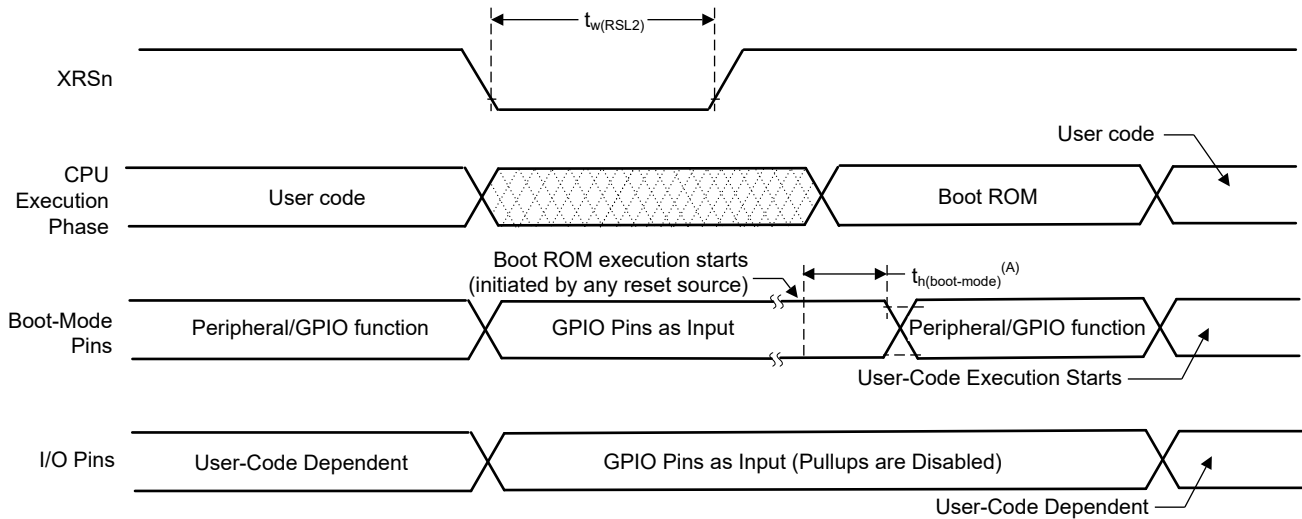 tw(RSL2)
XRSn
User code
CPU
Execution
Phase
User code
Boot ROM
Boot ROM execution starts
(initiated by any reset source)
th(boot-mode)(A)
Boot-Mode
Pins
Peripheral/GPIO function
GPIO Pins as Input
Peripheral/GPIO function
User-Code Execution Starts
I/O Pins
User-Code Dependent
GPIO Pins as Input (Pullups are Disabled)
User-Code Dependent